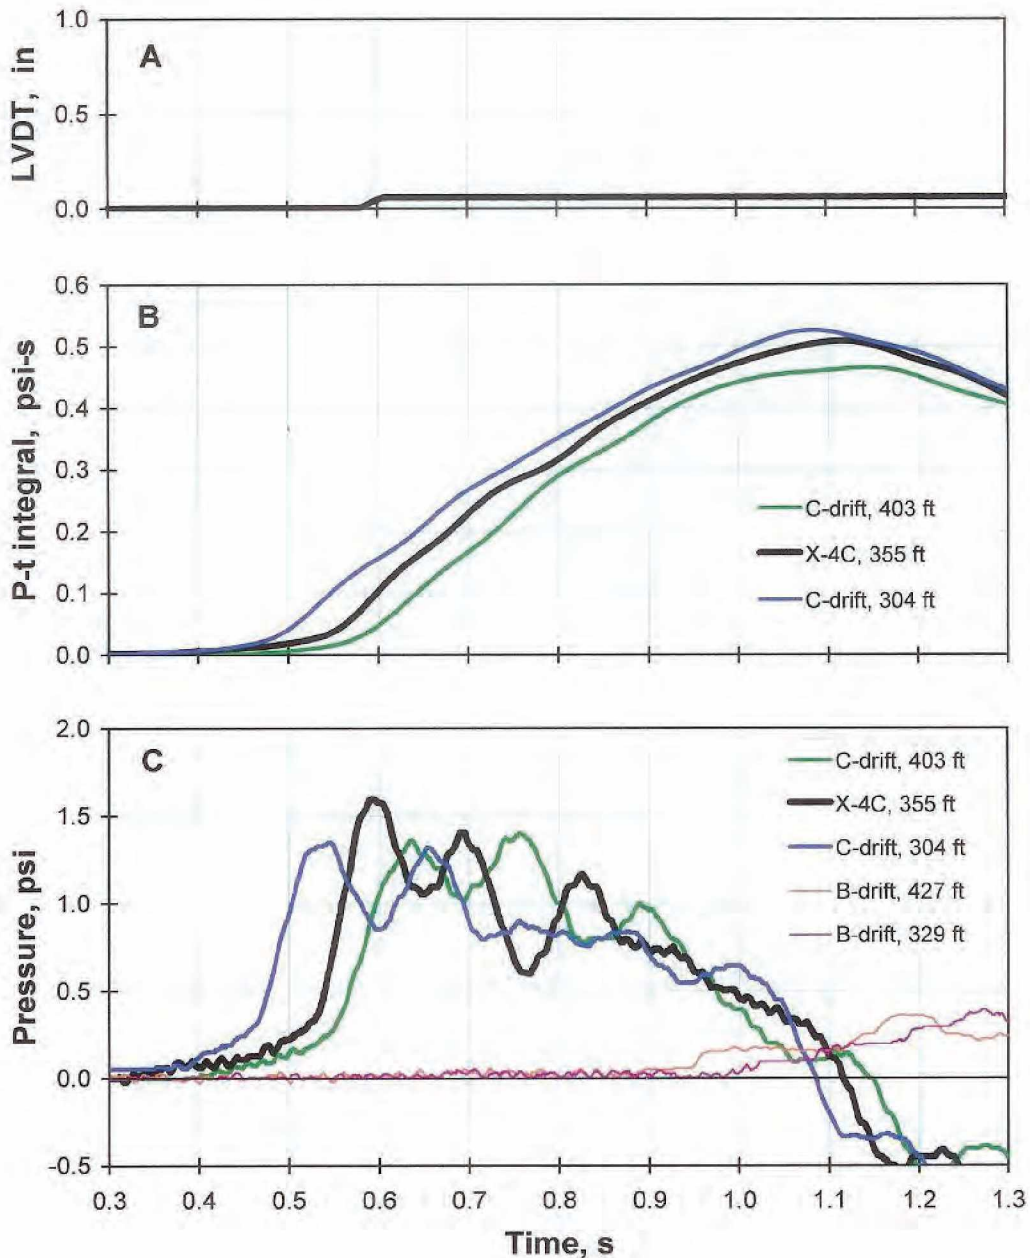 A
LVDT, in
1.0
0.5
0.0
B
P-t integral, psi-s
0.6
0.5
0.4
0.3
0.2
0.1
0.0
C-drift, 403 ft
X-4C, 355 ft
C-drift, 304 ft
C
Pressure, psi
2.0
1.5
1.0
0.5
0.0
-0.5
C-drift, 403 ft
X-4C, 355 ft
C-drift, 304 ft
B-drift, 427 ft
B-drift, 329 ft
0.3 0.4 0.5 0.6 0.7 0.8 0.9 1.0 1.1 1.2 1.3
Time, s